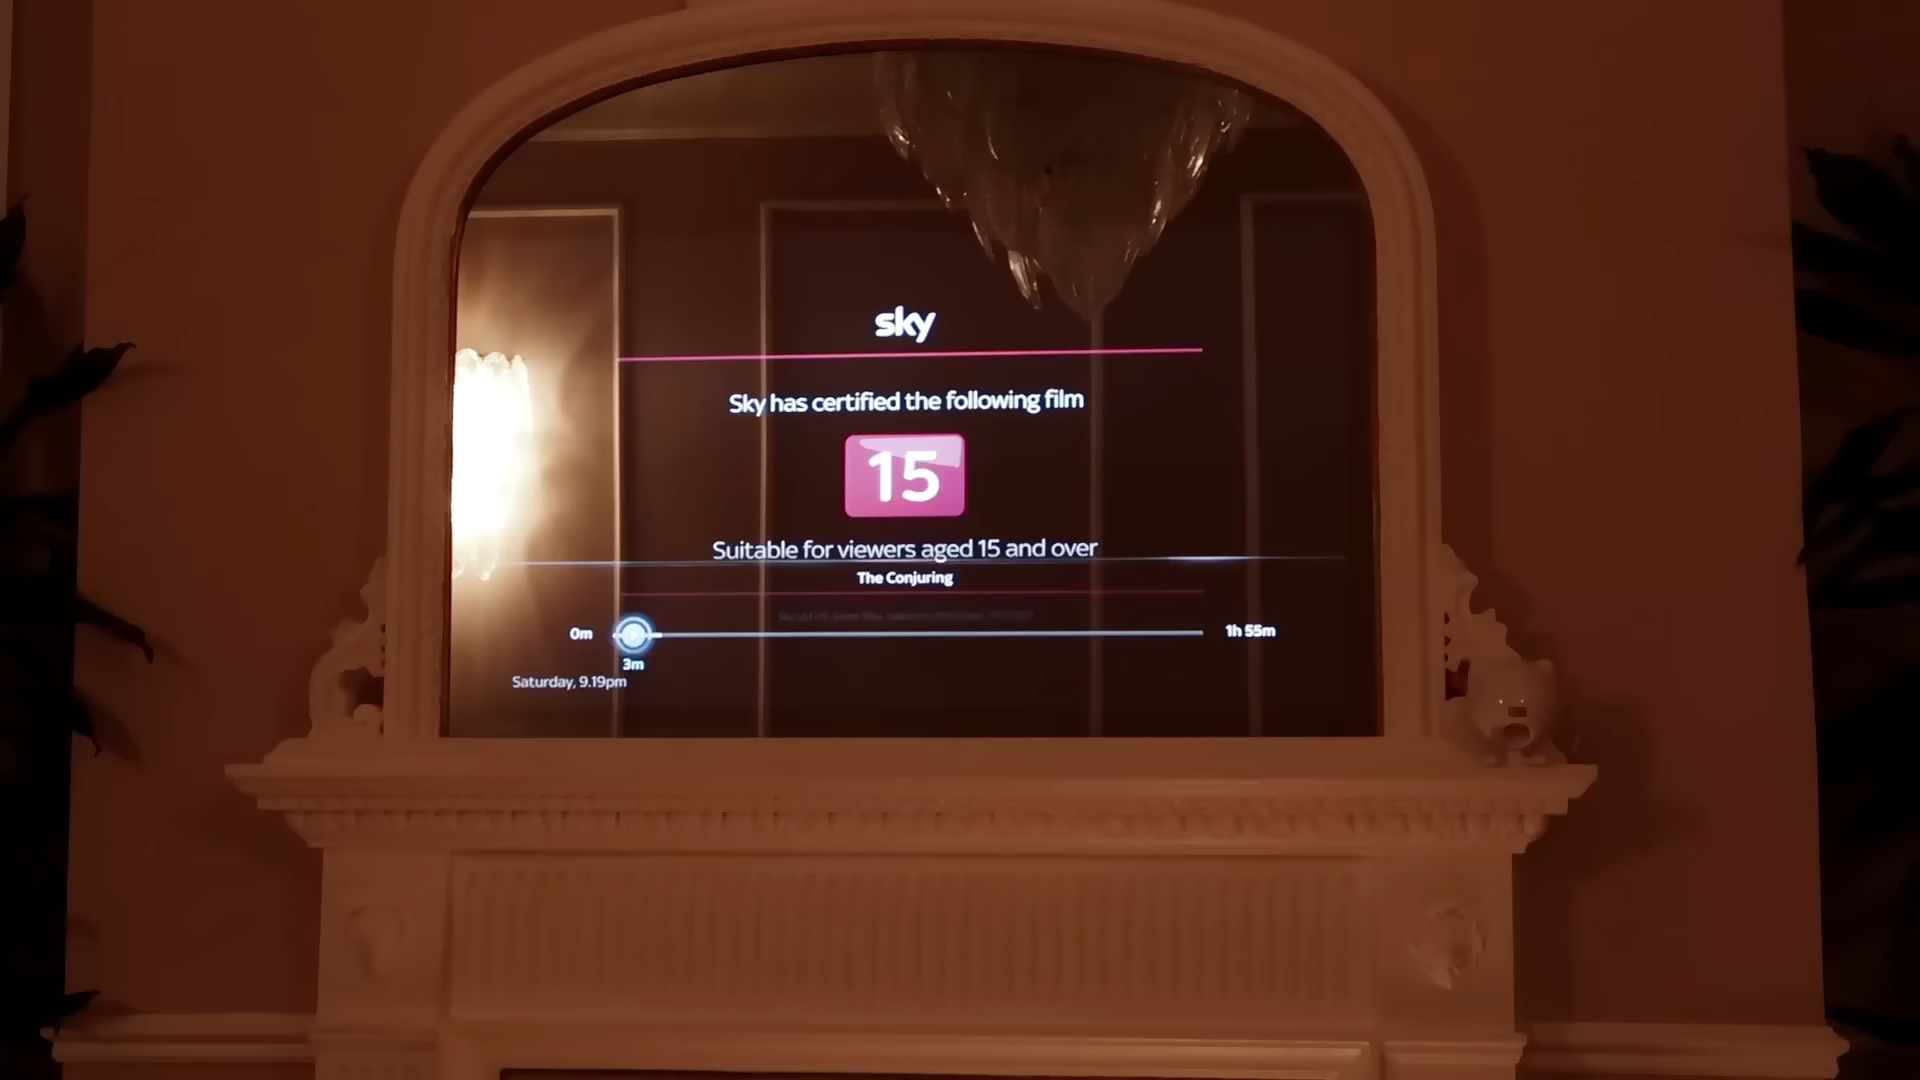 sky
Sky has certified the following film
15
Suitable for viewers aged 15 and over
The Conjuring
0m
1h 55m
3m
Saturday, 9.19pm